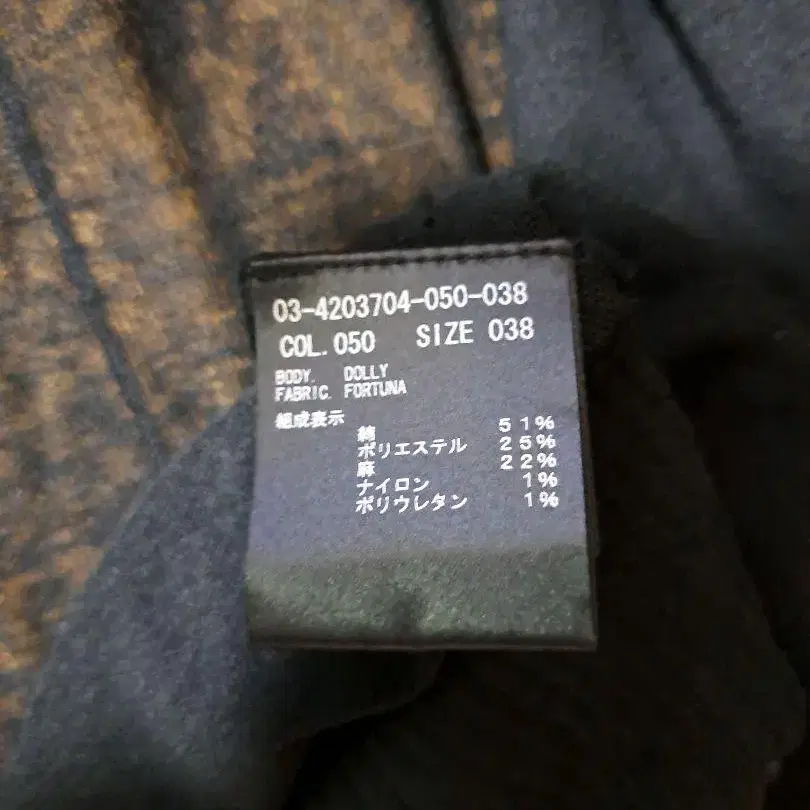 03-4203704-050-038
COL. 050 SIZE 038
BODY. DOLLY
FABRIC. FORTUNA
組成表示
綿 51%
ポリエステル 25%
麻 22%
ナイロン 1%
ポリウレタン 1%